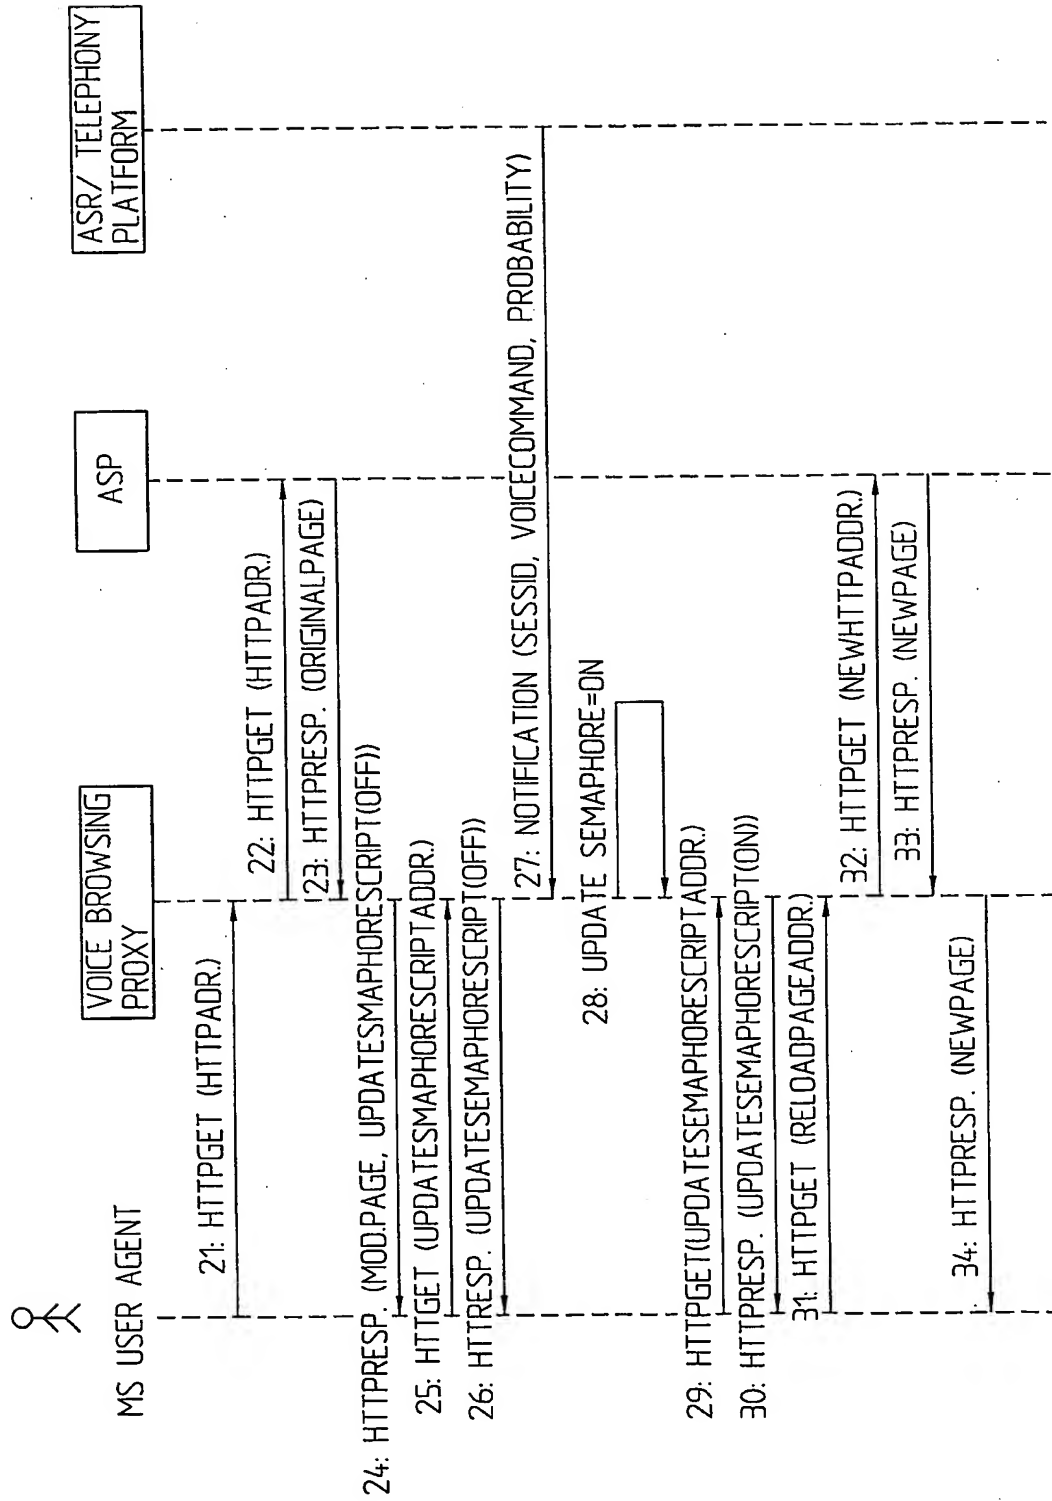 MS USER AGENT
VOICE BROWSING
PROXY
ASP
ASR/ TELEPHONY
PLATFORM
21: HTTPGET (HTTPADR.)
22: HTTPGET (HTTPADR.)
23: HTTPRESP. (ORIGINALPAGE)
24: HTTPRESP. (MOD.PAGE, UPDATESMAPHORESCRIPT(OFF))
25: HTTGET (UPDATESMAPHORESCRIPTADDR.)
26: HTTRESP. (UPDATESEMAPHORESCRIPT(OFF))
27: NOTIFICATION (SESSID, VOICECOMMAND, PROBABILITY)
28: UPDATE SEMAPHORE=ON
29: HTTPGET(UPDATESEMAPHORESCRIPTADDR.)
30: HTTPRESP. (UPDATESEMAPHORESCRIPT(ON))
31: HTTPGET (RELOADPAGEADDR.)
32: HTTPGET (NEWHTTPADDR.)
33: HTTPRESP. (NEWPAGE)
34: HTTPRESP. (NEWPAGE)